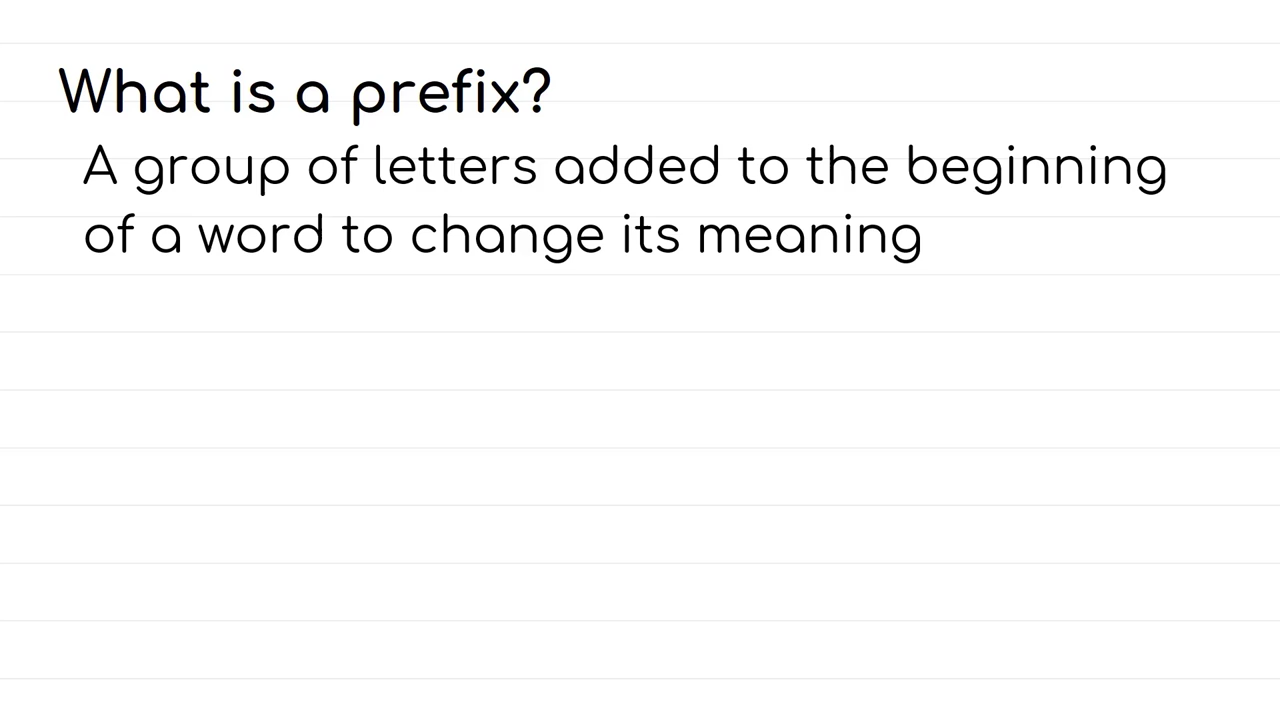 What is a prefix?
A group of letters added to the beginning
of a word to change its meaning